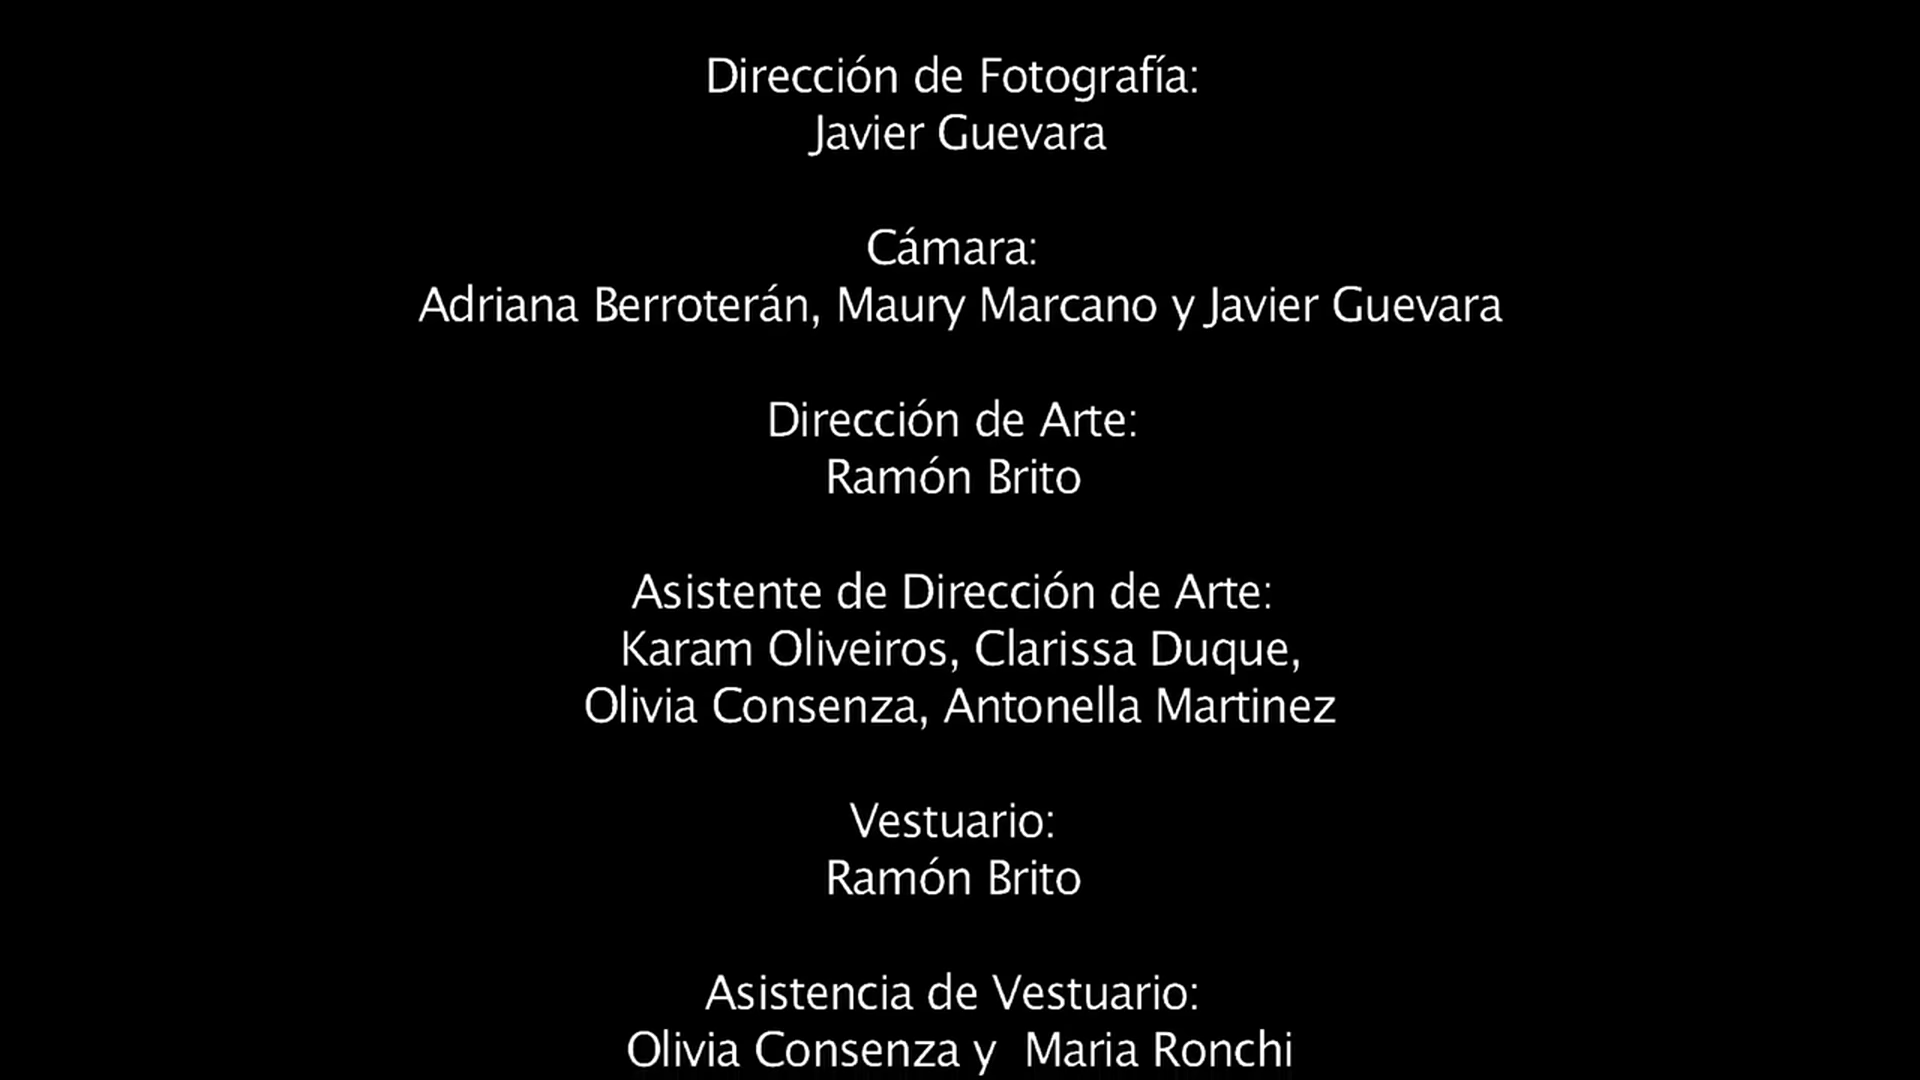 Dirección de Fotografía:
Javier Guevara
Cámara:
Adriana Berroterán, Maury Marcano y Javier Guevara
Dirección de Arte:
Ramón Brito
Asistente de Dirección de Arte:
Karam Oliveiros, Clarissa Duque,
Olivia Consenza, Antonella Martinez
Vestuario:
Ramón Brito
Asistencia de Vestuario:
Olivia Consenza y  Maria Ronchi